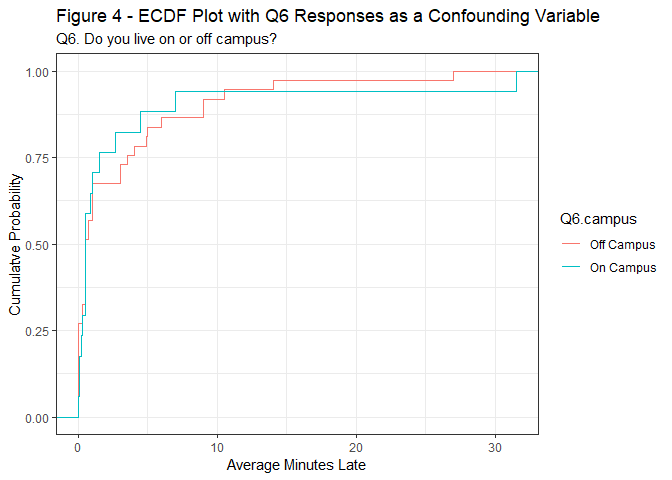 Figure 4 - ECDF Plot with Q6 Responses as a Confounding Variable
Q6. Do you live on or off campus?
1.00
0.75
0.50
0.25
0.00
Cumulatve Probability
0
10
20
30
Average Minutes Late
Q6.campus
Off Campus
On Campus